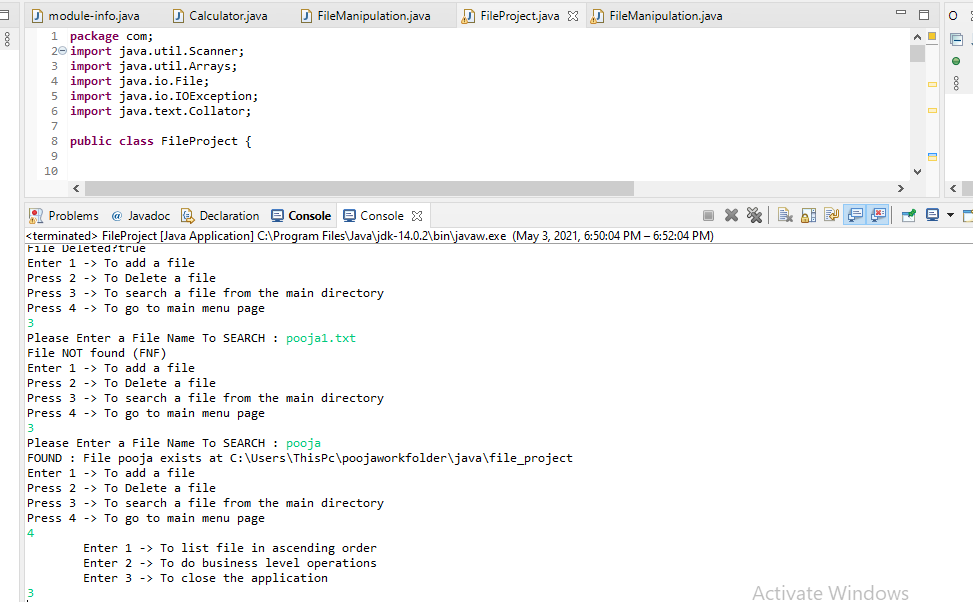 module-info.java Calculator.java FileManipulation.java FileProject.java FileManipulation.java
1 package com;
2 import java.util.Scanner;
3 import java.util.Arrays;
4 import java.io.File;
5 import java.io.IOException;
6 import java.text.Collator;
7
8 public class FileProject {
9
10
Problems @ Javadoc Declaration Console Console
<terminated> FileProject [Java Application] C:\Program Files\Java\jdk-14.0.2\bin\javaw.exe (May 3, 2021, 6:50:04 PM – 6:52:04 PM)
File Deleted?true
Enter 1 -> To add a file
Press 2 -> To Delete a file
Press 3 -> To search a file from the main directory
Press 4 -> To go to main menu page
3
Please Enter a File Name To SEARCH : pooja1.txt
File NOT found (FNF)
Enter 1 -> To add a file
Press 2 -> To Delete a file
Press 3 -> To search a file from the main directory
Press 4 -> To go to main menu page
3
Please Enter a File Name To SEARCH : pooja
FOUND : File pooja exists at C:\Users\ThisPc\poojaworkfolder\java\file_project
Enter 1 -> To add a file
Press 2 -> To Delete a file
Press 3 -> To search a file from the main directory
Press 4 -> To go to main menu page
4
Enter 1 -> To list file in ascending order
Enter 2 -> To do business level operations
Enter 3 -> To close the application
3
Activate Windows